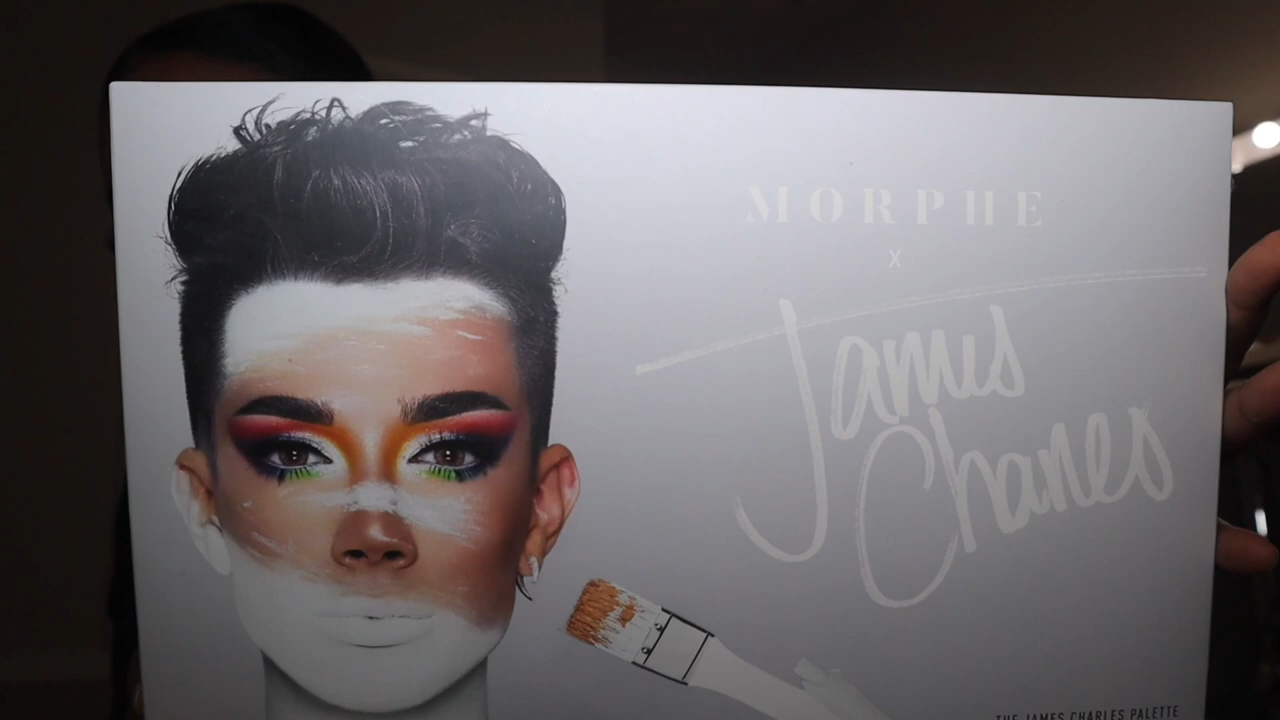 MORPHE
x
James
Charles
THE JAMES CHARLES PALETTE